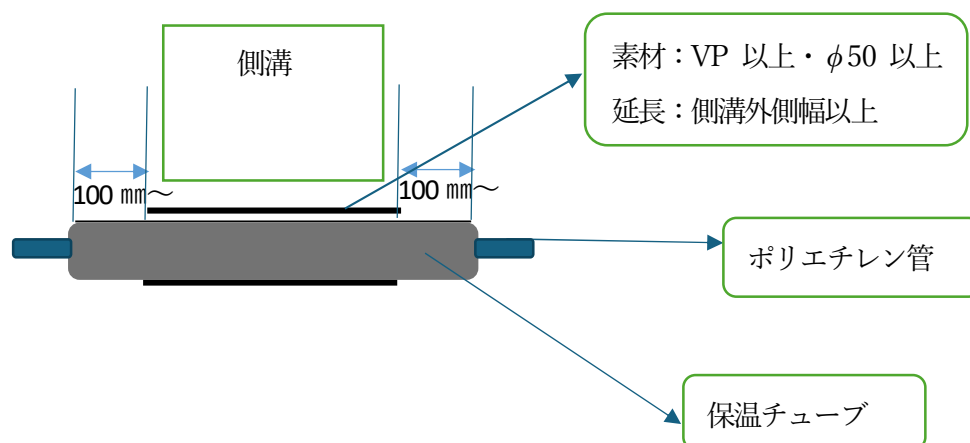 側溝
素材：VP 以上・φ50 以上
延長：側溝外側幅以上
100 ㎜～
100 ㎜～
ポリエチレン管
保温チューブ